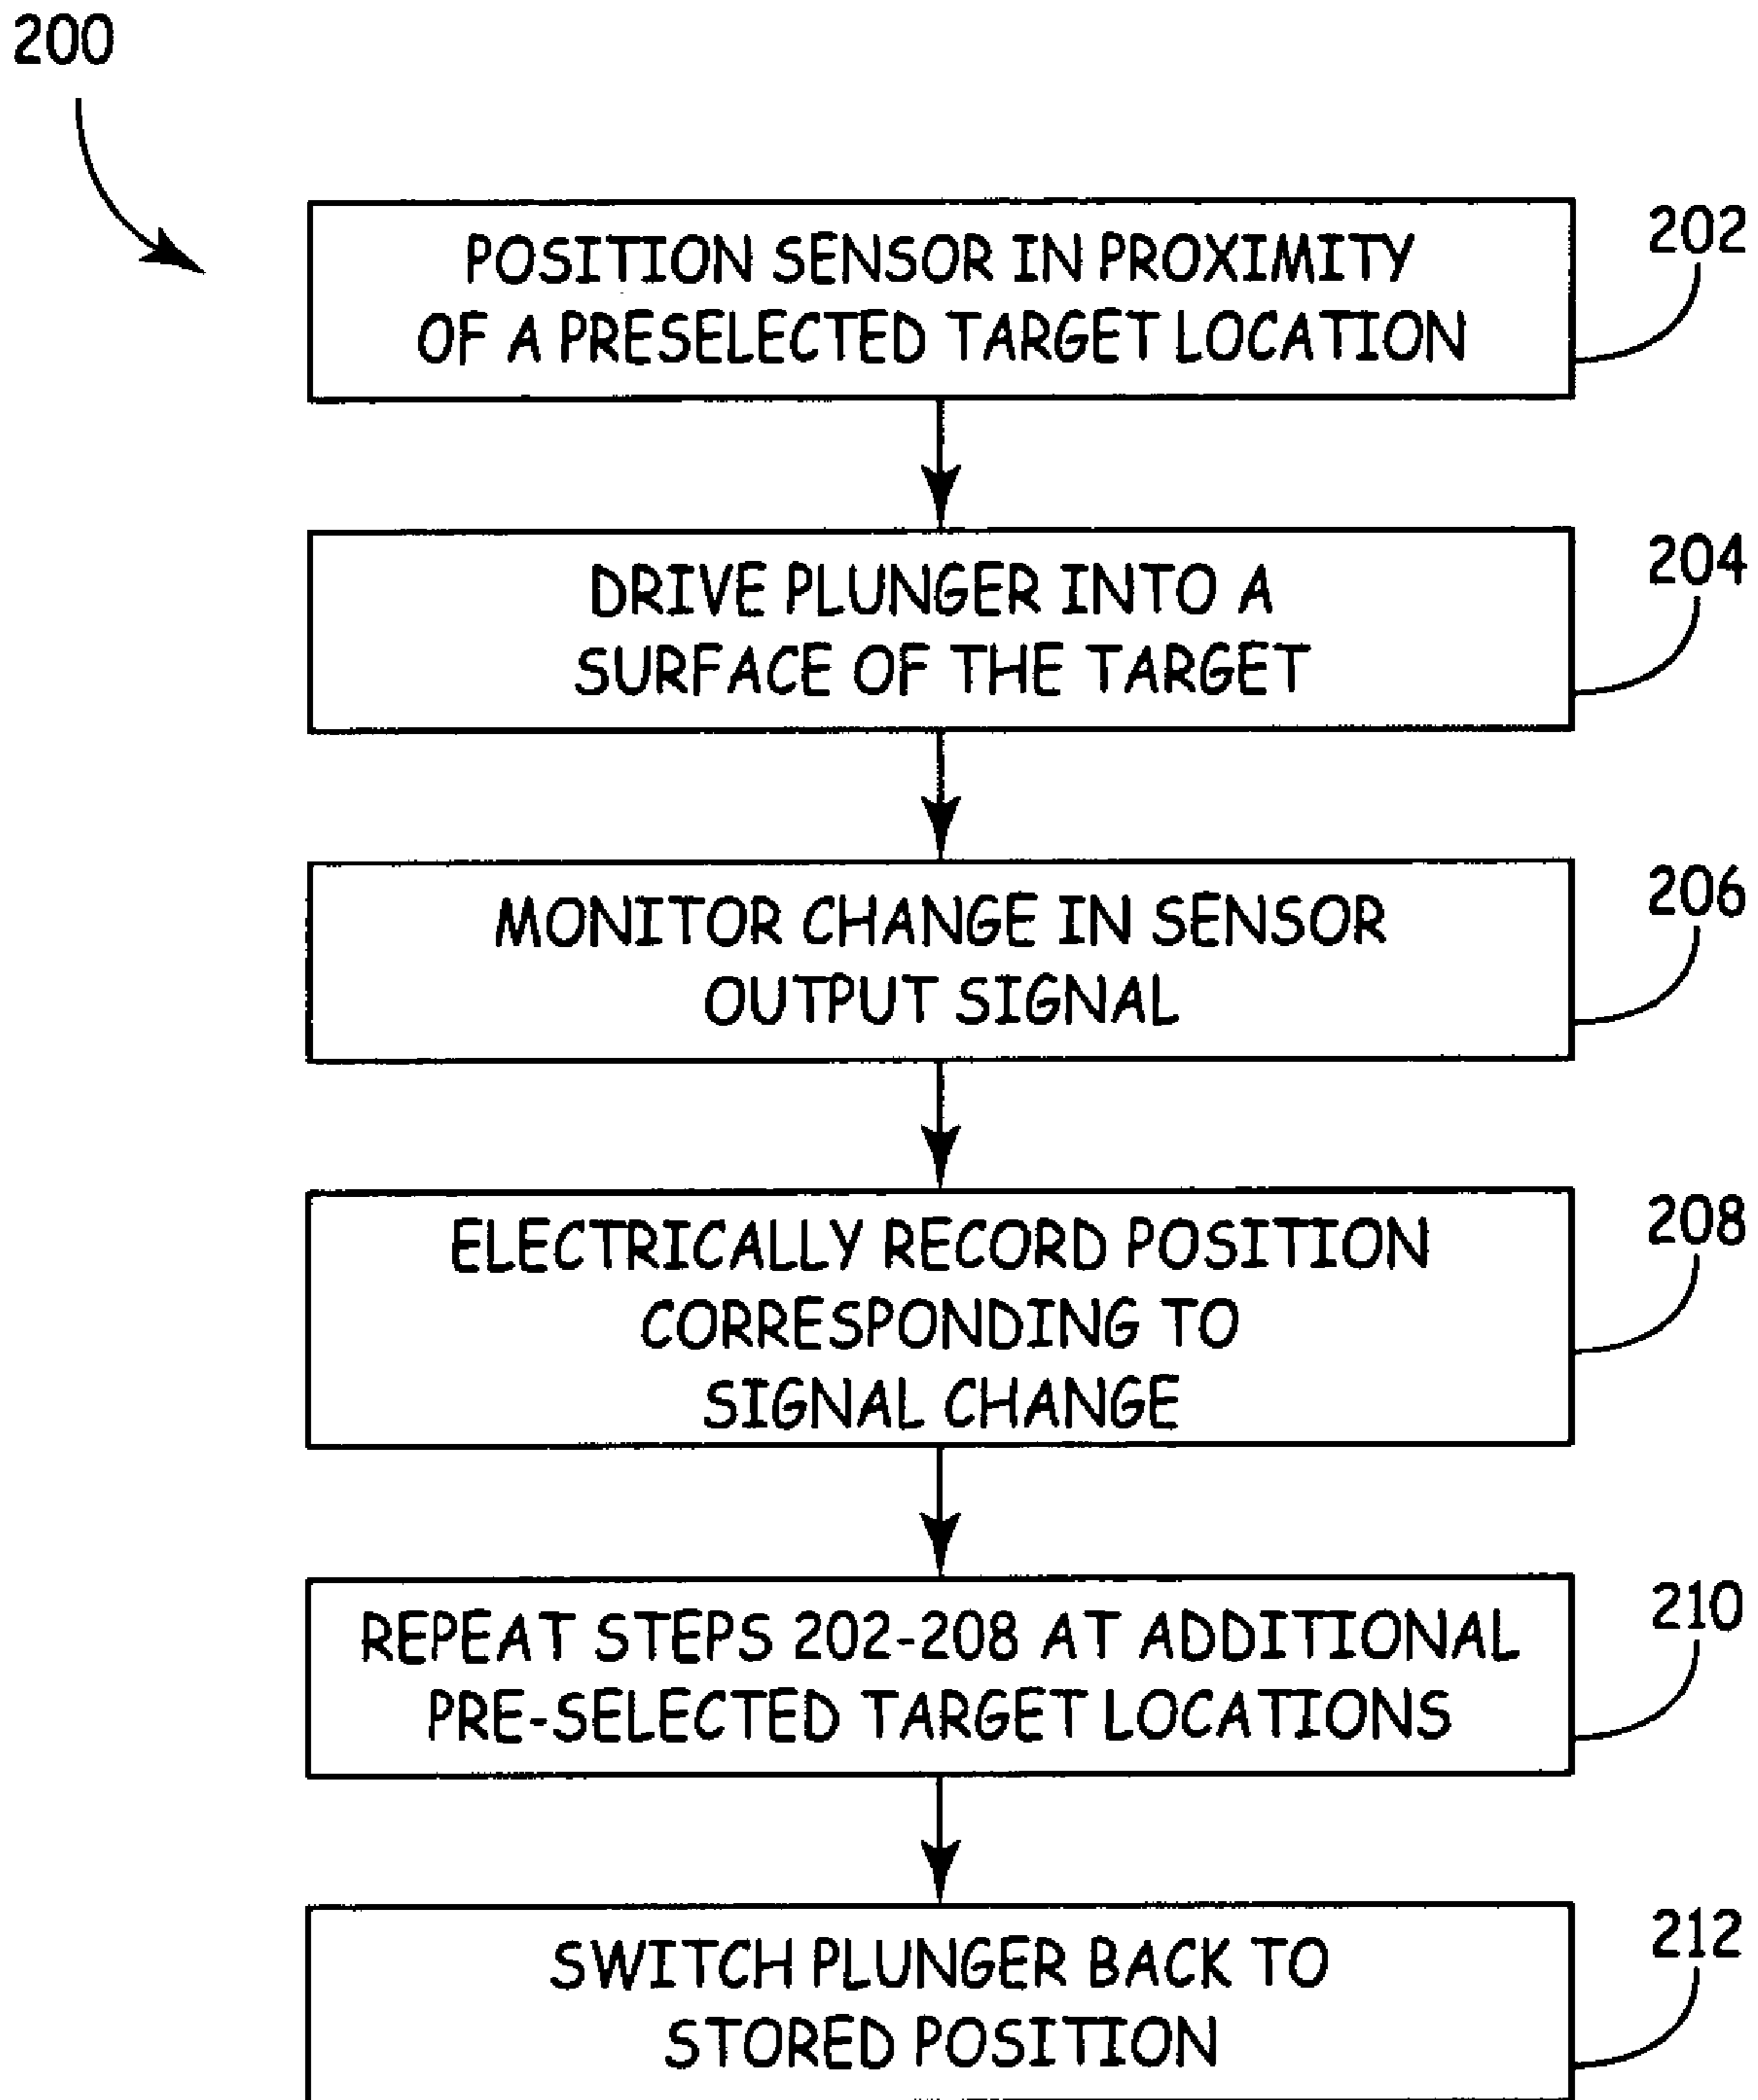 200
POSITION SENSOR IN PROXIMITY
OF A PRESELECTED TARGET LOCATION
202
DRIVE PLUNGER INTO A
SURFACE OF THE TARGET
204
MONITOR CHANGE IN SENSOR
OUTPUT SIGNAL
206
ELECTRICALLY RECORD POSITION
CORRESPONDING TO
SIGNAL CHANGE
208
REPEAT STEPS 202-208 AT ADDITIONAL
PRE-SELECTED TARGET LOCATIONS
210
SWITCH PLUNGER BACK TO
STORED POSITION
212